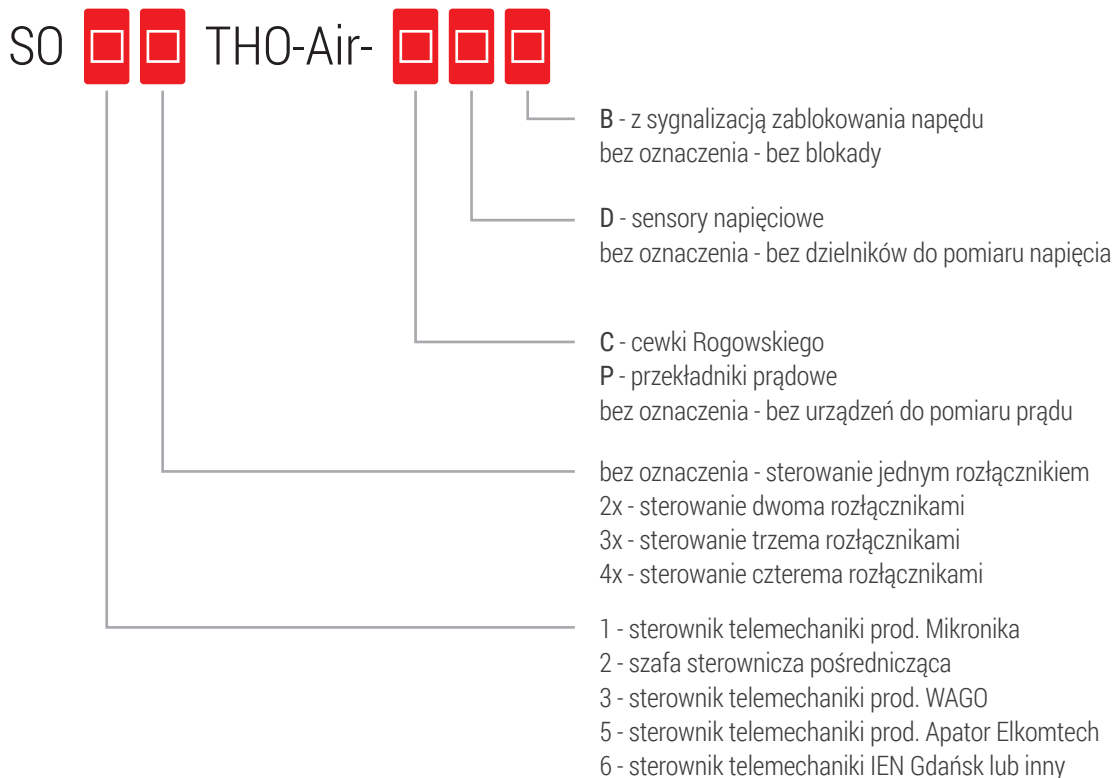 SO THO-Air-
B - z sygnalizacją zablokowania napędu
bez oznaczenia - bez blokady
D - sensory napięciowe
bez oznaczenia - bez dzielników do pomiaru napięcia
C - cewki Rogowskiego
P - przekładniki prądowe
bez oznaczenia - bez urządzeń do pomiaru prądu
bez oznaczenia - sterowanie jednym rozłącznikiem
2x - sterowanie dwoma rozłącznikami
3x - sterowanie trzema rozłącznikami
4x - sterowanie czterema rozłącznikami
1 - sterownik telemechaniki prod. Mikronika
2 - szafa sterownicza pośrednicząca
3 - sterownik telemechaniki prod. WAGO
5 - sterownik telemechaniki prod. Apator Elkomtech
6 - sterownik telemechaniki IEN Gdańsk lub inny